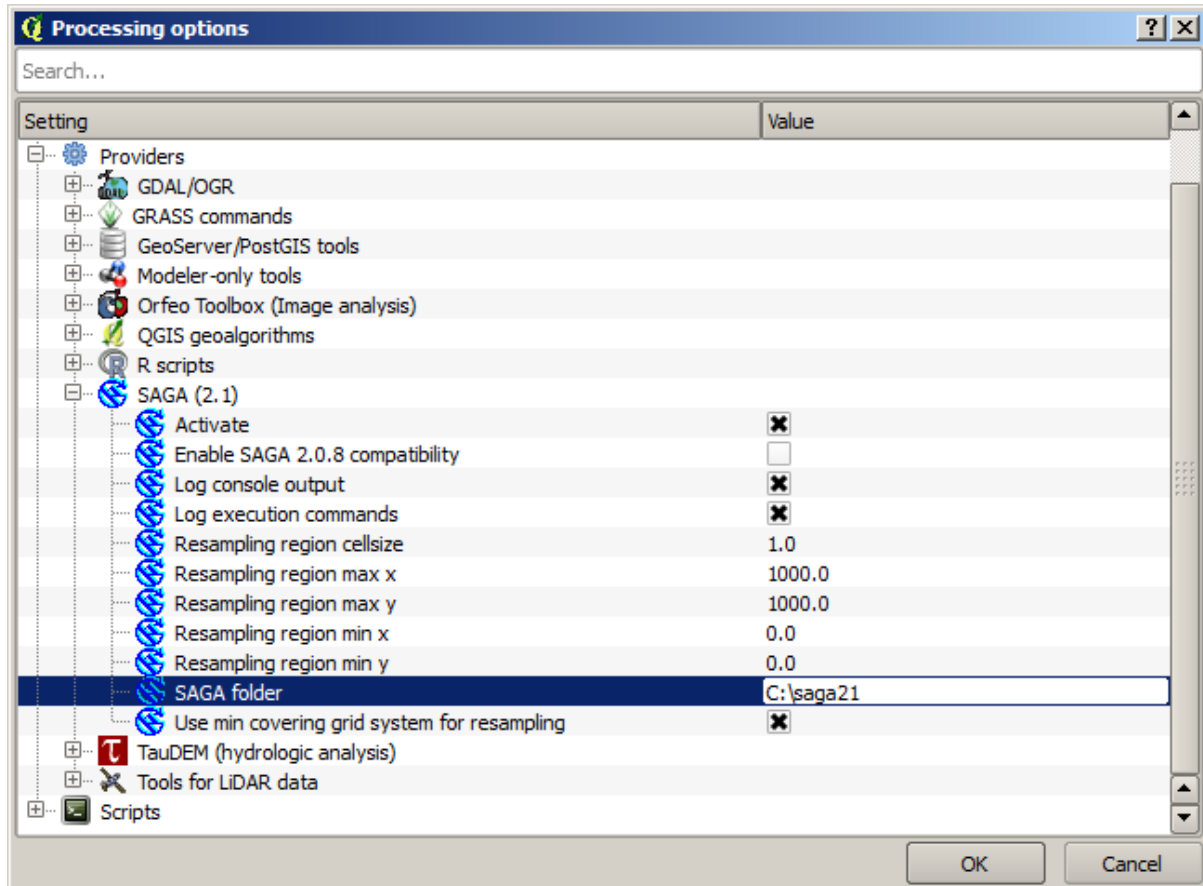 Processing options
Search...
Setting Value
Providers
GDAL/OGR
GRASS commands
GeoServer/PostGIS tools
Modeler-only tools
Orfeo Toolbox (Image analysis)
QGIS geoalgorithms
R scripts
SAGA (2.1)
Activate
Enable SAGA 2.0.8 compatibility
Log console output
Log execution commands
Resampling region cellsize 1.0
Resampling region max x 1000.0
Resampling region max y 1000.0
Resampling region min x 0.0
Resampling region min y 0.0
SAGA folder C:\saga21
Use min covering grid system for resampling
TauDEM (hydrologic analysis)
Tools for LiDAR data
Scripts
OK Cancel